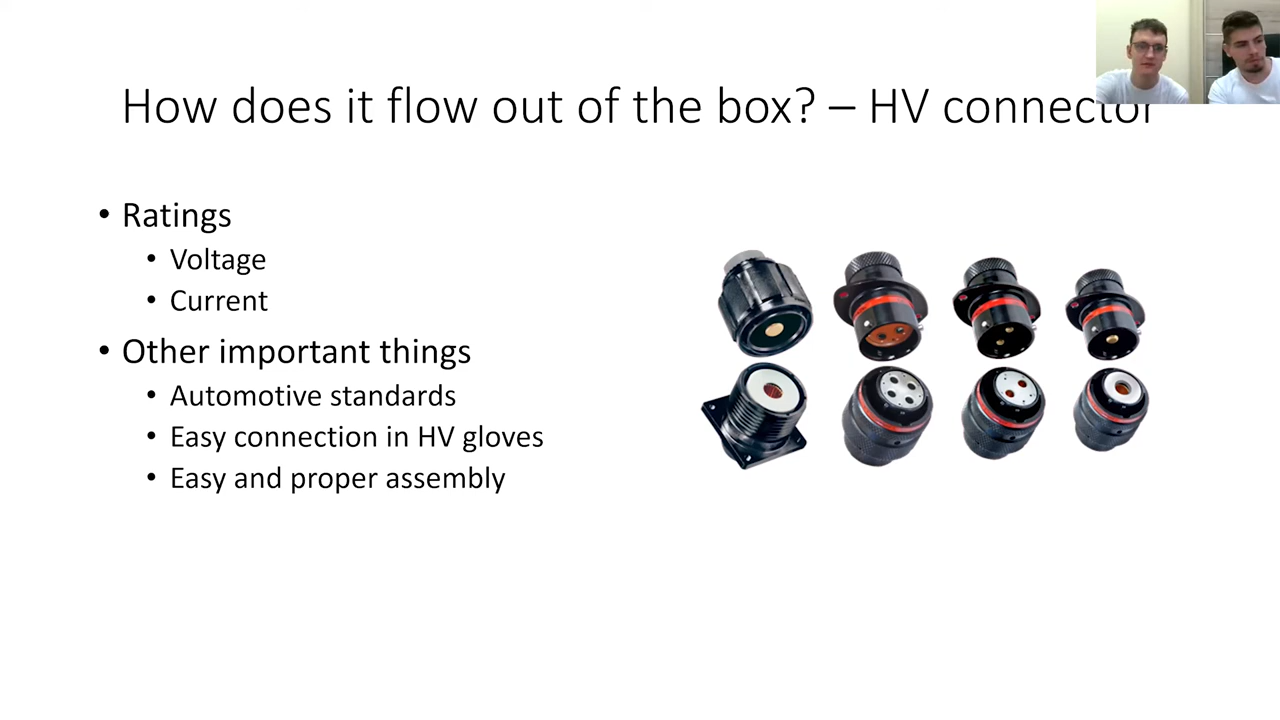 How does it flow out of the box? – HV connector
• Ratings
• Voltage
• Current
• Other important things
• Automotive standards
• Easy connection in HV gloves
• Easy and proper assembly